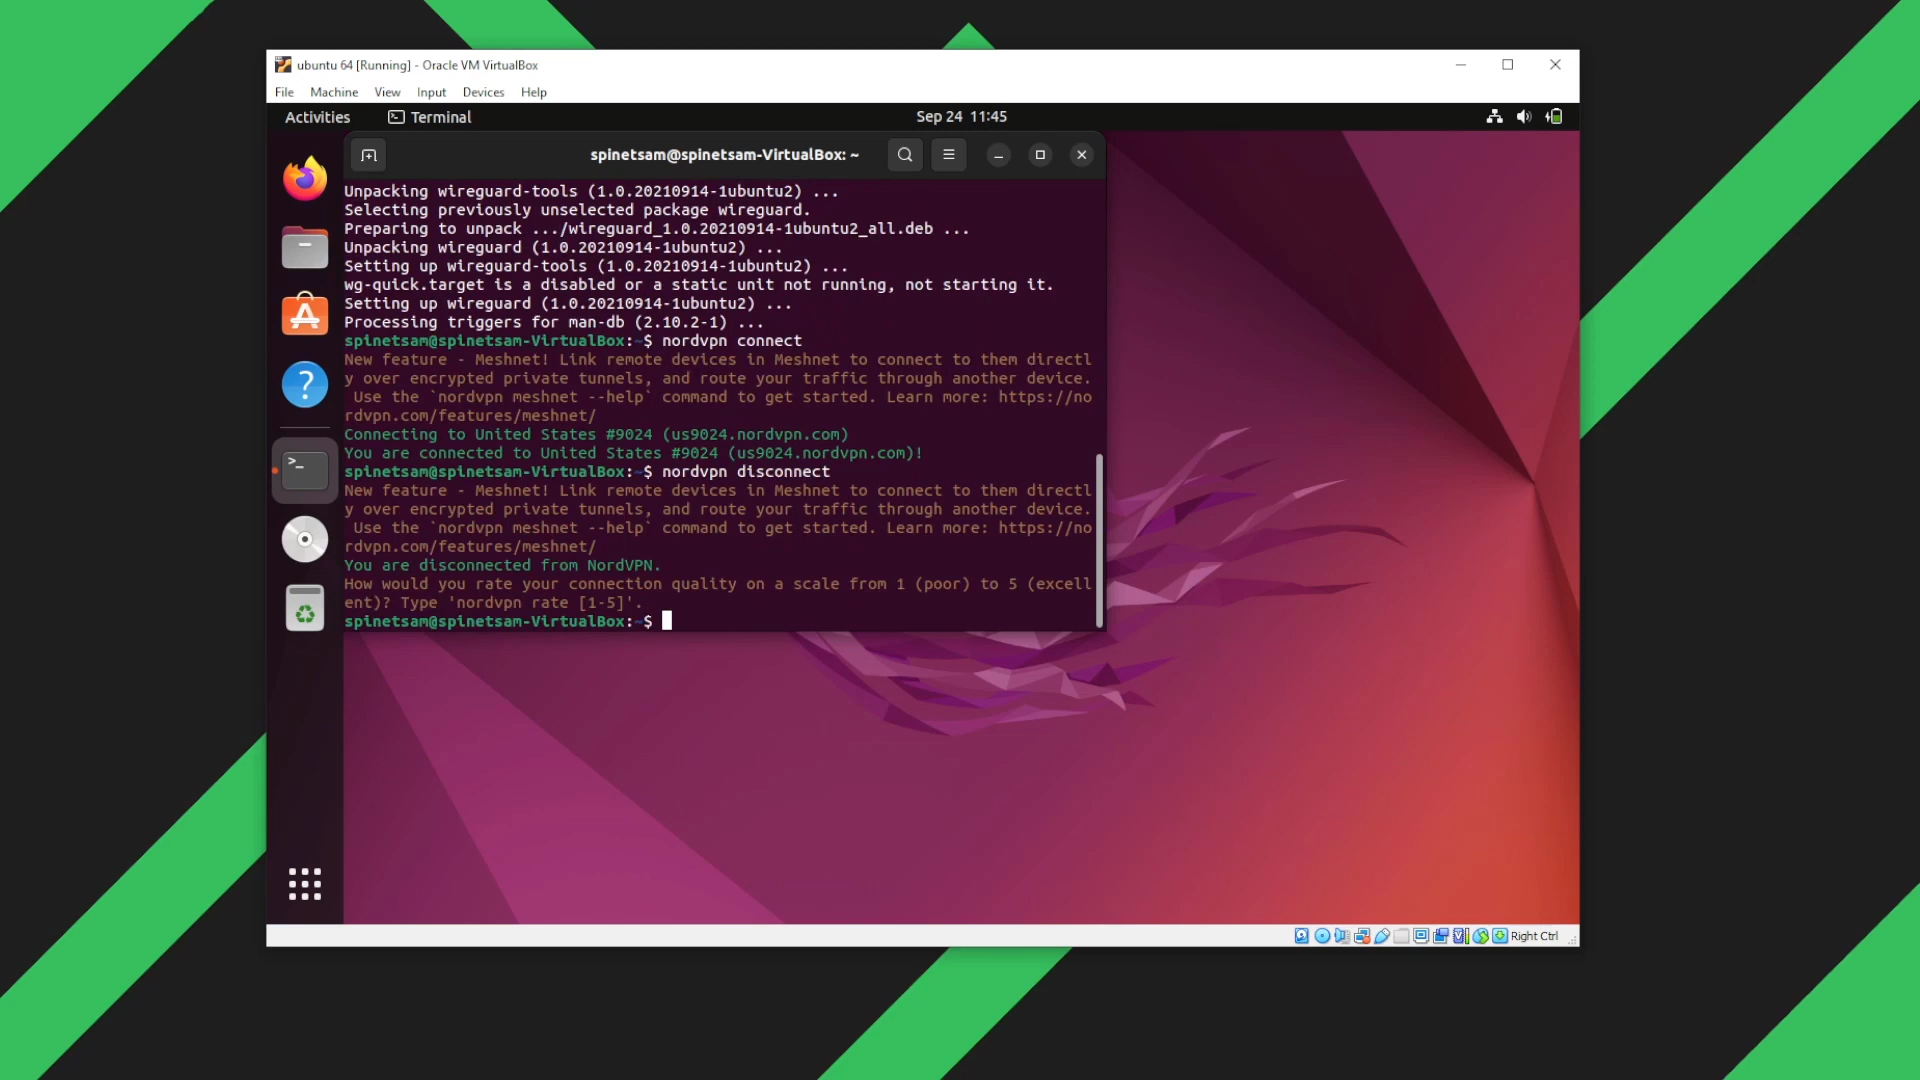 ubuntu 64 [Running] - Oracle VM VirtualBox
File Machine View Input Devices Help
Activities Terminal Sep 24 11:45
spinetsam@spinetsam-VirtualBox: ~
Unpacking wireguard-tools (1.0.20210914-1ubuntu2) ...
Selecting previously unselected package wireguard.
Preparing to unpack .../wireguard_1.0.20210914-1ubuntu2_all.deb ...
Unpacking wireguard (1.0.20210914-1ubuntu2) ...
Setting up wireguard-tools (1.0.20210914-1ubuntu2) ...
wg-quick.target is a disabled or a static unit not running, not starting it.
Setting up wireguard (1.0.20210914-1ubuntu2) ...
Processing triggers for man-db (2.10.2-1) ...
spinetsam@spinetsam-VirtualBox:~$ nordvpn connect
New feature - Meshnet! Link remote devices in Meshnet to connect to them directl
y over encrypted private tunnels, and route your traffic through another device.
 Use the `nordvpn meshnet --help` command to get started. Learn more: https://no
rdvpn.com/features/meshnet/
Connecting to United States #9024 (us9024.nordvpn.com)
You are connected to United States #9024 (us9024.nordvpn.com)!
spinetsam@spinetsam-VirtualBox:~$ nordvpn disconnect
New feature - Meshnet! Link remote devices in Meshnet to connect to them directl
y over encrypted private tunnels, and route your traffic through another device.
 Use the `nordvpn meshnet --help` command to get started. Learn more: https://no
rdvpn.com/features/meshnet/
You are disconnected from NordVPN.
How would you rate your connection quality on a scale from 1 (poor) to 5 (excell
ent)? Type 'nordvpn rate [1-5]'.
spinetsam@spinetsam-VirtualBox:~$
Right Ctrl